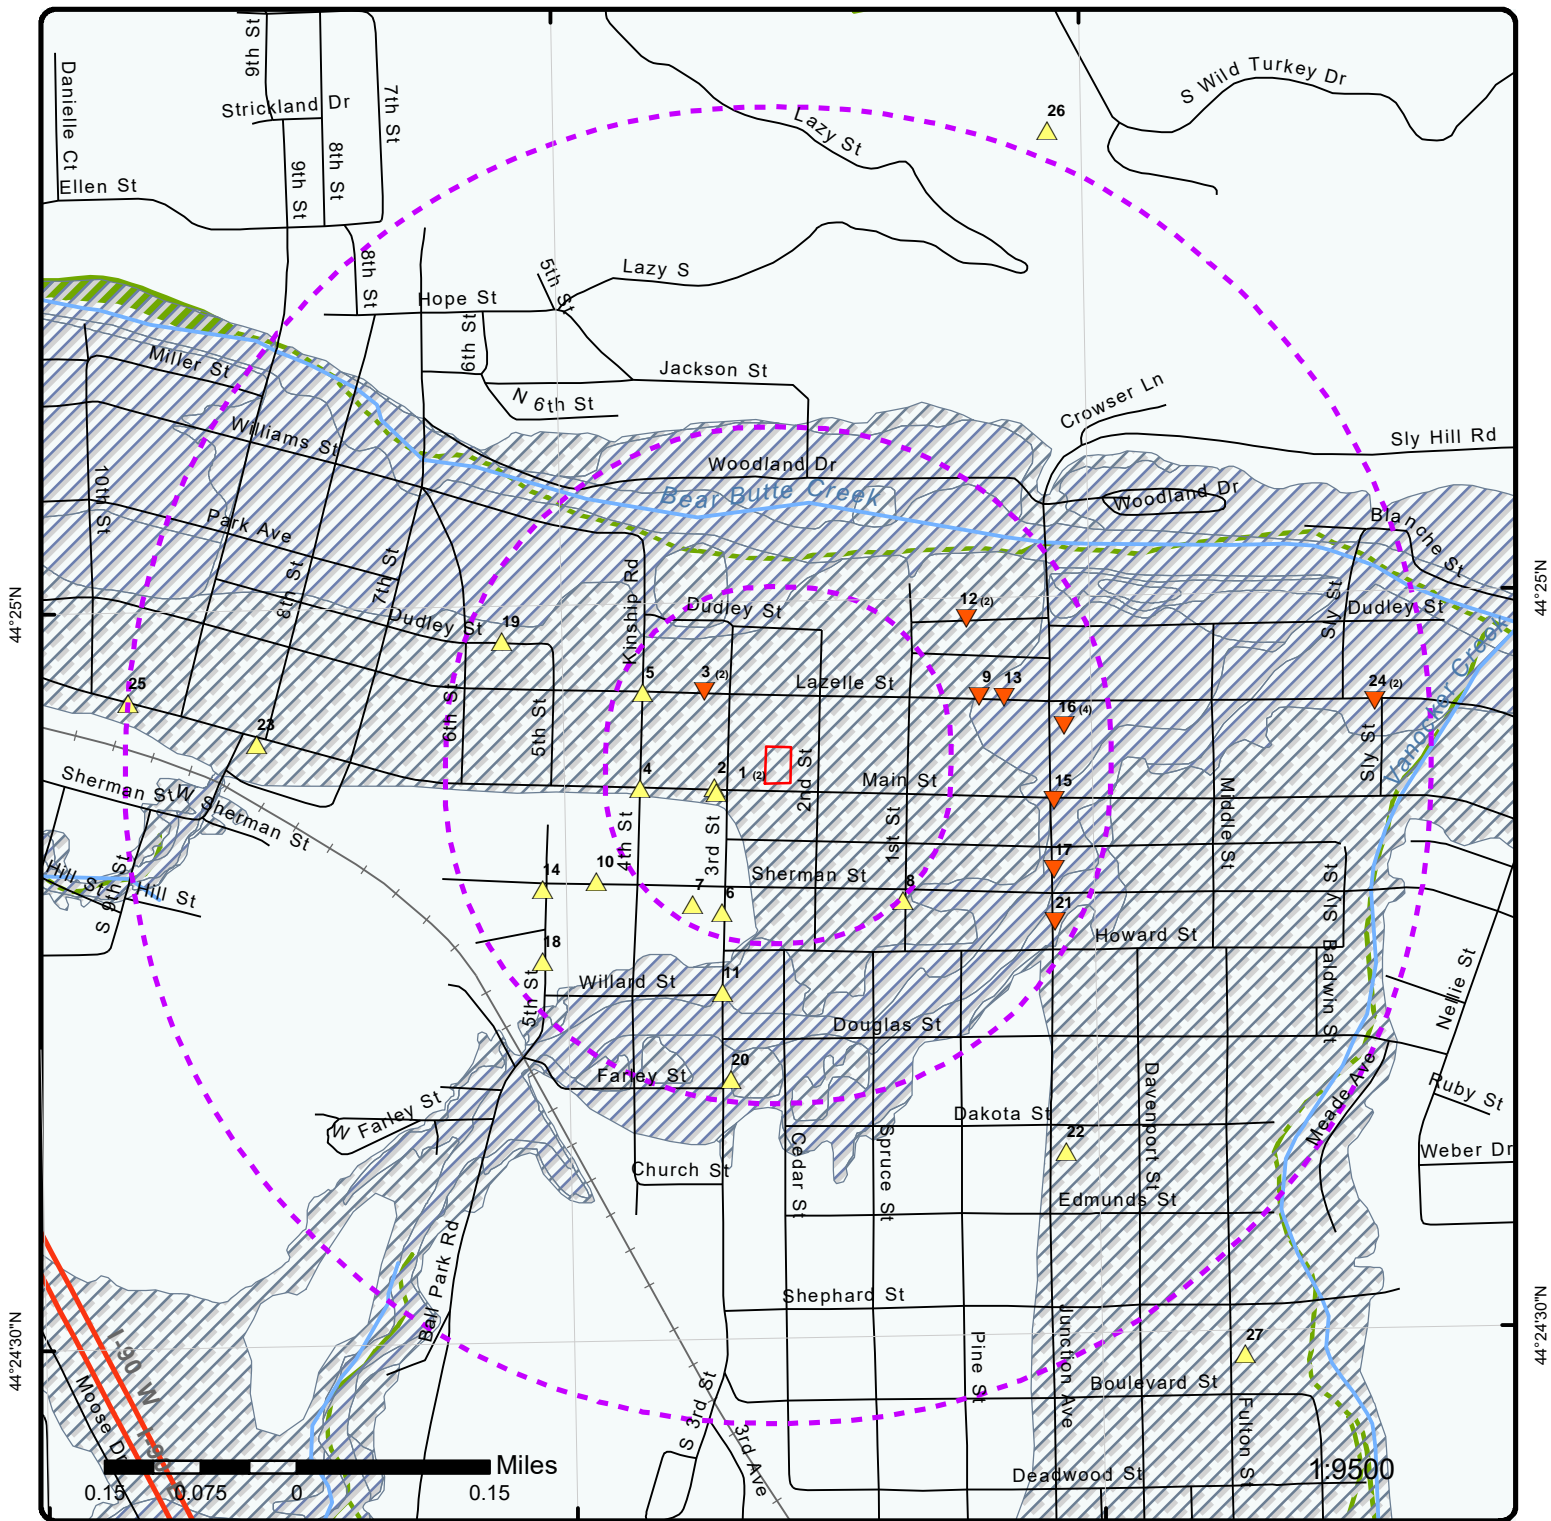 9th St
Danielle Ct
Strickland Dr
7th St
8th St
9th St
Ellen St
Lazy St
26
S Wild Turkey Dr
8th St
5th St
Lazy S
Hope St
6th St
Miller St
Jackson St
N 6th St
Crowser Ln
Sly Hill Rd
Williams St
Woodland Dr
Bear Butte Creek
Woodland Dr
10th St
Park Ave
Blanche St
8th St
7th St
Kinship Rd
Dudley St
Dudley St
12 (2)
Sly St
Dudley St
44°25'N
44°25'N
19
Vanocker Creek
25
5
3 (2)
Lazelle St
9
13
24 (2)
23
6th St
5th St
16 (4)
Sly St
4
2
1 (2)
2nd St
Main St
15
Middle St
Sherman St
W Sherman St
4th St
3rd St
1st St
Hill St
Hill St
S 9th St
14
10
Sherman St
17
8
7
6
21
Sly St
18
Howard St
Baldwin St
Nellie St
5th St
Willard St
11
Douglas St
20
Farley St
W Farley St
Dakota St
22
Davenport St
Meade Ave
Ruby St
Weber Dr
Church St
Cedar St
Spruce St
Edmunds St
Ball Park Rd
Shephard St
44°24'30"N
44°24'30"N
I-90 W
I-90
Moose Dr
Pine St
Junction Ave
27
Boulevard St
Fulton St
S 3rd St
3rd Ave
Deadwood St
Miles
1:9500
0.15 0.075 0 0.15